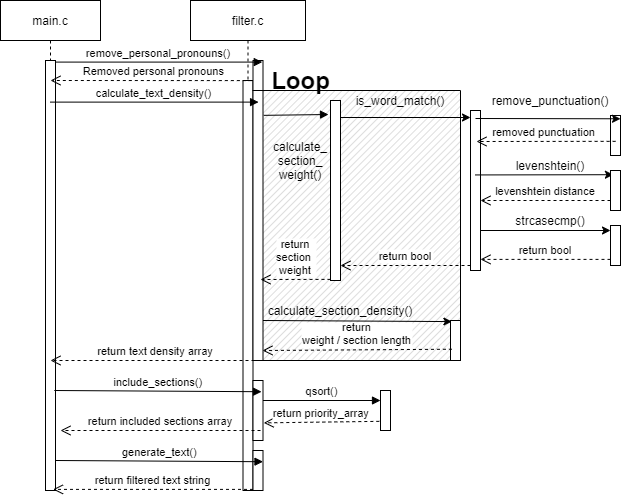 main.c
filter.c
remove_personal_pronouns()
Removed personal pronouns
Loop
calculate_text_density()
is_word_match()
remove_punctuation()
removed punctuation
calculate_
section_
weight()
levenshtein()
levenshtein distance
strcasecmp()
return bool
return bool
return
section
weight
calculate_section_density()
return
weight / section length
return text density array
include_sections()
qsort()
return priority_array
return included sections array
generate_text()
return filtered text string